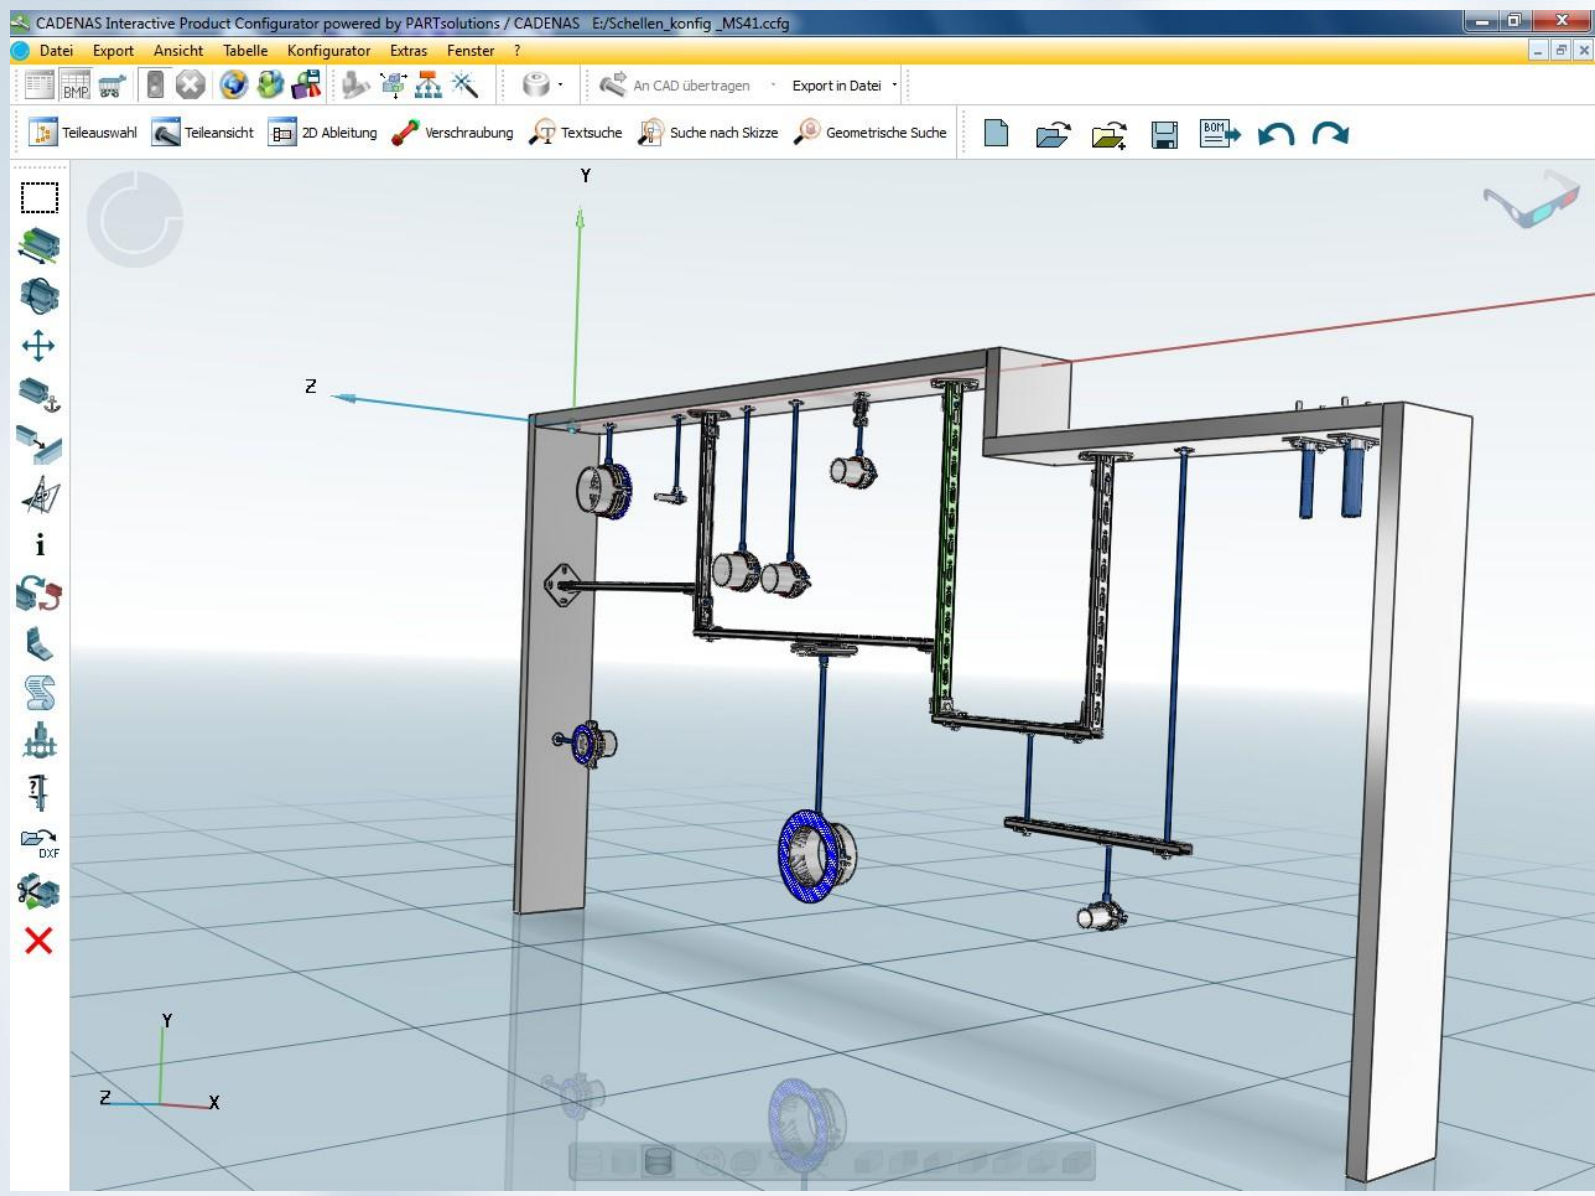 CADENAS Interactive Product Configurator powered by PARTsolutions / CADENAS E:/Schellen_konfig _MS41.ccfg
Datei Export Ansicht Tabelle Konfigurator Extras Fenster ?
BMP An CAD übertragen Export in Datei
Teileauswahl Teileansicht 2D Ableitung Verschraubung Textsuche Suche nach Skizze Geometrische Suche BOM
Y
Z
i
?
DXF
Y
Z X